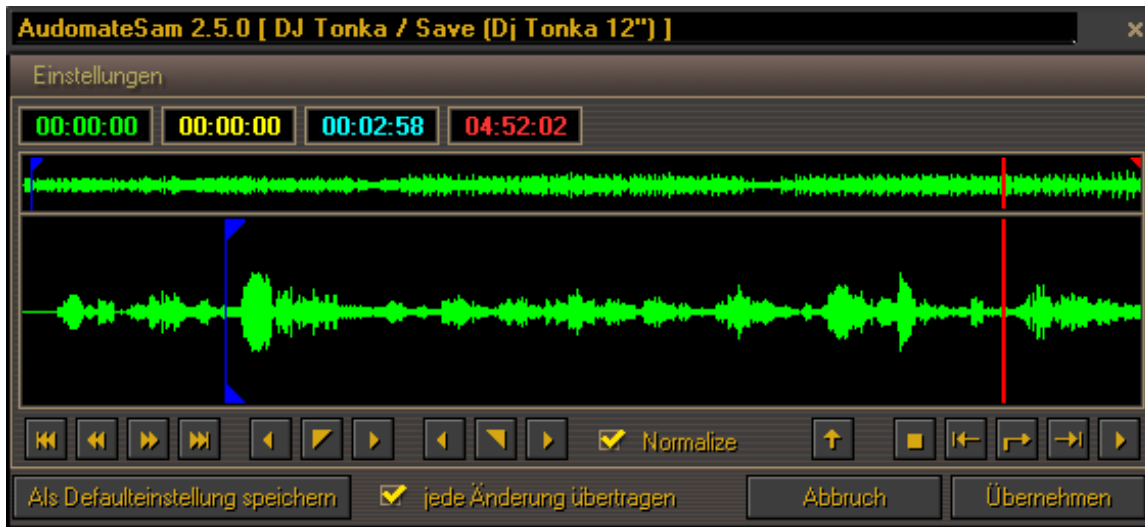 AudomateSam 2.5.0 [ DJ Tonka / Save (Dj Tonka 12") ]
Einstellungen
00:00:00 00:00:00 00:02:58 04:52:02
Normalize
Als Defaulteinstellung speichern jede Änderung übertragen Abbruch Übernehmen